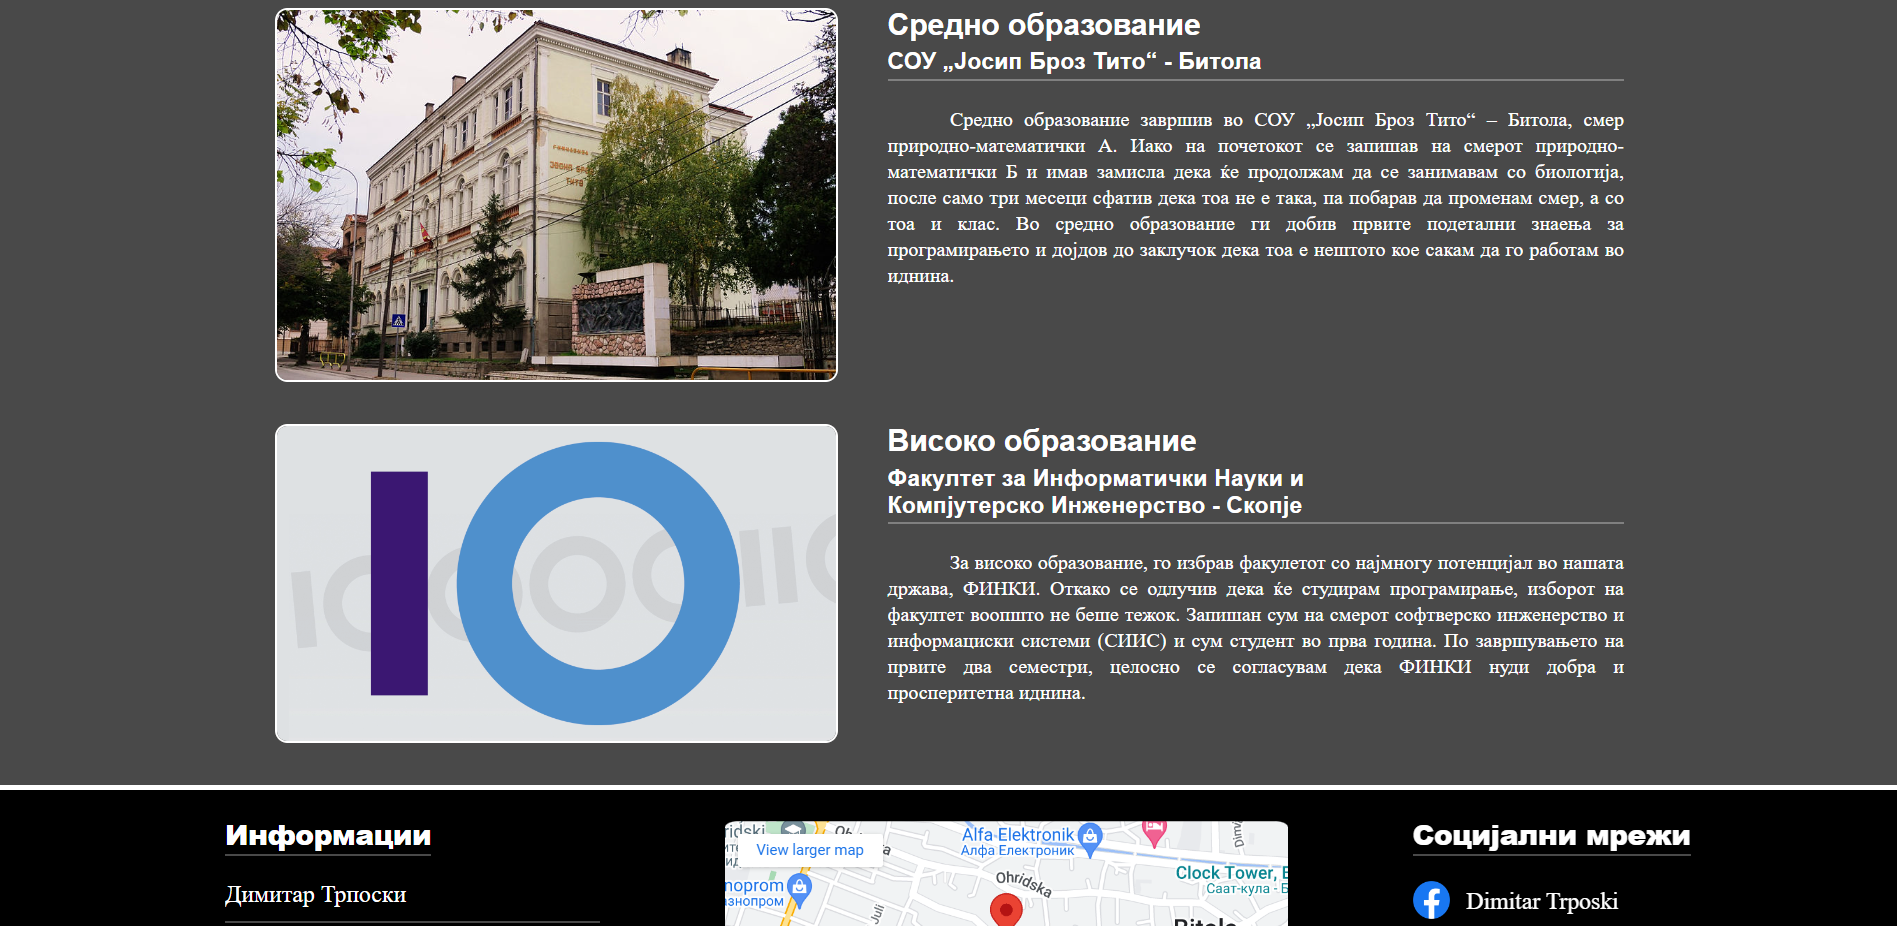 Средно образование
СОУ „Јосип Броз Тито“ - Битола
Средно образование завршив во СОУ „Јосип Броз Тито“ – Битола, смер
природно-математички А. Иако на почетокот се запишав на смерот природно-
математички Б и имав замисла дека ќе продолжам да се занимавам со биологија,
после само три месеци сфатив дека тоа не е така, па побарав да променам смер, а со
тоа и клас. Во средно образование ги добив првите подетални знаења за
програмирањето и дојдов до заклучок дека тоа е нештото кое сакам да го работам во
иднина.
Високо образование
Факултет за Информатички Науки и
Компјутерско Инженерство - Скопје
За високо образование, го избрав факулетот со најмногу потенцијал во нашата
држава, ФИНКИ. Откако се одлучив дека ќе студирам програмирање, изборот на
факултет воопшто не беше тежок. Запишан сум на смерот софтверско инженерство и
информациски системи (СИИС) и сум студент во прва година. По завршувањето на
првите два семестри, целосно се согласувам дека ФИНКИ нуди добра и
просперитетна иднина.
Информации
Димитар Трпоски
View larger map
Alfa Elektronik
Алфа Електроник
Clock Tower,
Саат-кула -
Ohridska
Juli
Bitola
Социјални мрежи
Dimitar Trposki